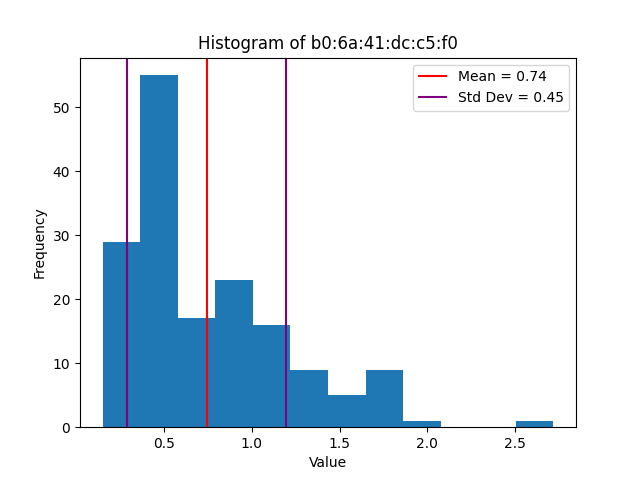 Histogram of b0:6a:41:dc:c5:f0
Mean = 0.74
Std Dev = 0.45
Frequency
50
40
30
20
10
0
0.5 1.0 1.5 2.0 2.5
Value